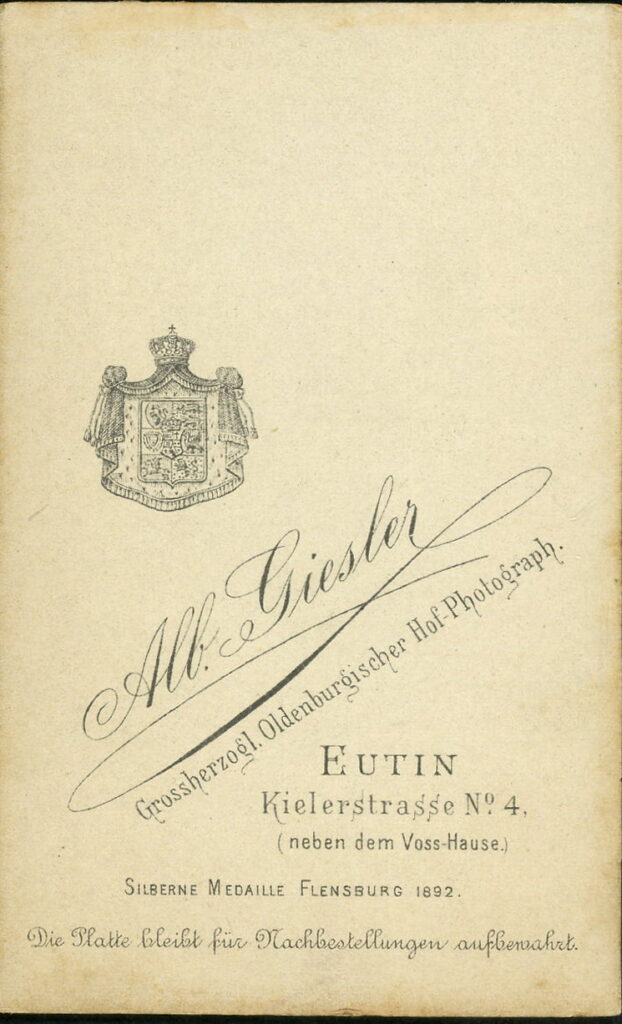 Alb. Giesler
Grossherzogl. Oldenburgischer Hof-Photograph.
EUTIN
Kielerstrasse Nº 4,
(neben dem Voss-Hause.)
SILBERNE MEDAILLE FLENSBURG 1892.
Die Platte bleibt für Nachbestellungen aufbewahrt.